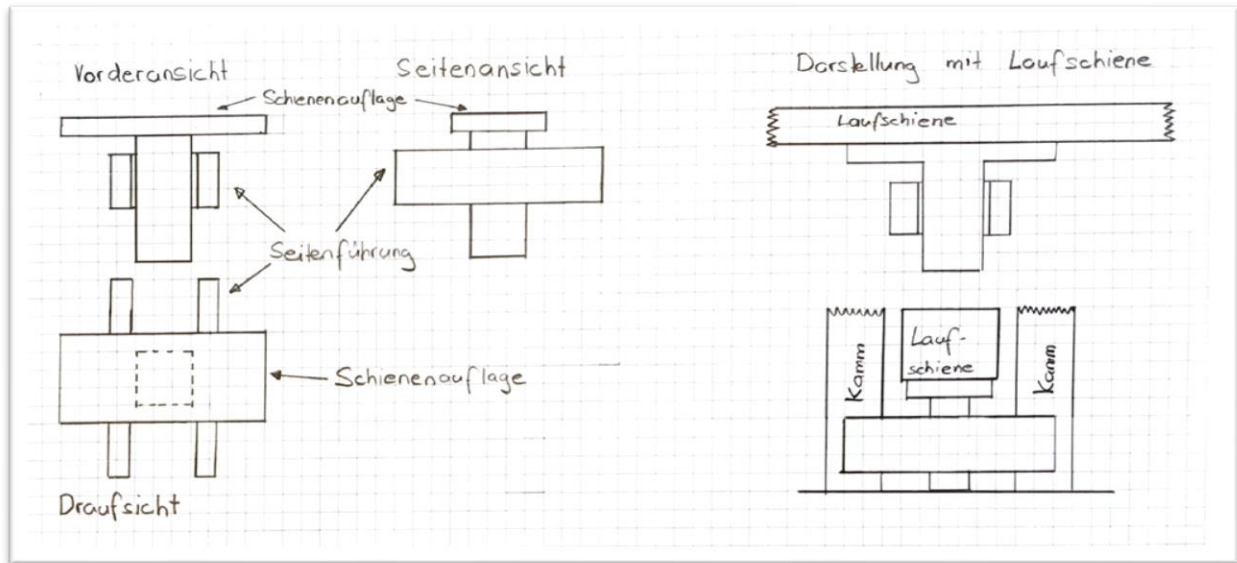 Vorderansicht
Seitenansicht
Schienenauflage
Seitenführung
Schienenauflage
Draufsicht
Darstellung mit Laufschiene
Laufschiene
Kamm
Lauf-
schiene
Kamm